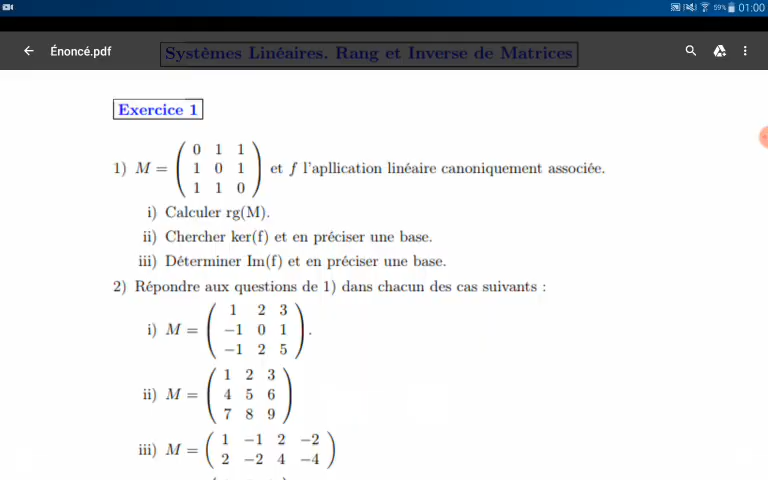 59% 01:00
Énoncé.pdf
Systèmes Linéaires. Rang et Inverse de Matrices
Exercice 1
0 1 1
1) M = ( 1 0 1 ) et f l'apllication linéaire canoniquement associée.
1 1 0
i) Calculer rg(M).
ii) Chercher ker(f) et en préciser une base.
iii) Déterminer Im(f) et en préciser une base.
2) Répondre aux questions de 1) dans chacun des cas suivants :
1 2 3
i) M = ( −1 0 1 ).
−1 2 5
1 2 3
ii) M = ( 4 5 6 )
7 8 9
1 −1 2 −2
iii) M = ( )
2 −2 4 −4